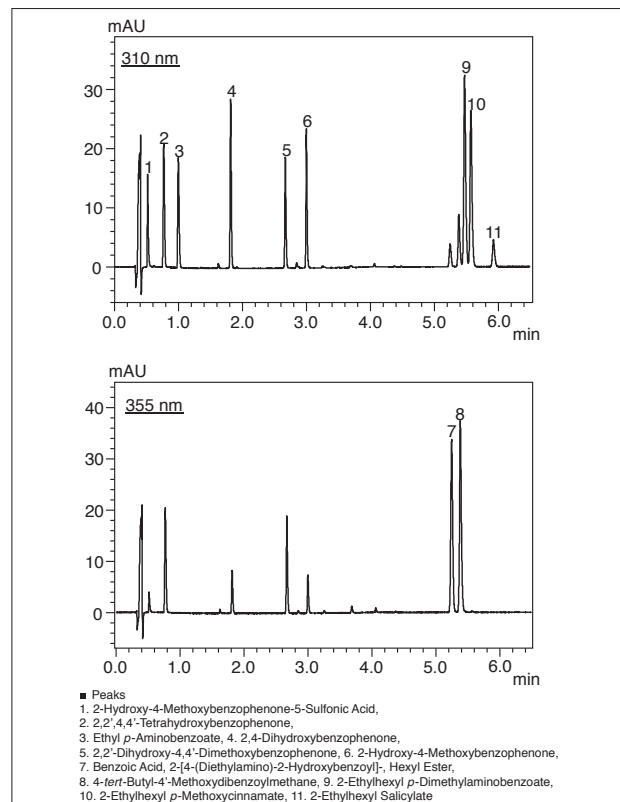 mAU
310 nm
30
20
10
0
1
2
3
4
5
6
9
10
11
0.0 1.0 2.0 3.0 4.0 5.0 6.0
min
mAU
355 nm
40
30
20
10
0
7
8
0.0 1.0 2.0 3.0 4.0 5.0 6.0
min
■ Peaks
1. 2-Hydroxy-4-Methoxybenzophenone-5-Sulfonic Acid,
2. 2,2',4,4'-Tetrahydroxybenzophenone,
3. Ethyl p-Aminobenzoate, 4. 2,4-Dihydroxybenzophenone,
5. 2,2'-Dihydroxy-4,4'-Dimethoxybenzophenone, 6. 2-Hydroxy-4-Methoxybenzophenone,
7. Benzoic Acid, 2-[4-(Diethylamino)-2-Hydroxybenzoyl]-, Hexyl Ester,
8. 4-tert-Butyl-4'-Methoxydibenzoylmethane, 9. 2-Ethylhexyl p-Dimethylaminobenzoate,
10. 2-Ethylhexyl p-Methoxycinnamate, 11. 2-Ethylhexyl Salicylate